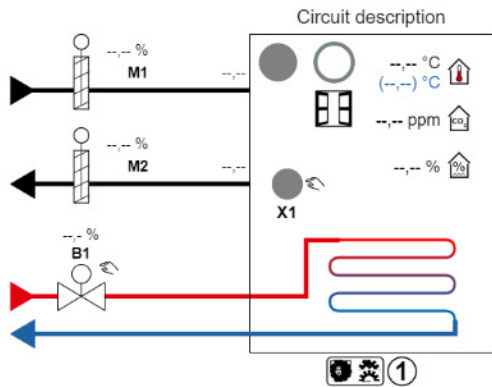 Circuit description
--,-- %
M1
--,--
--,-- °C
(--,--) °C
--,-- ppm
CO₂
--,-- %
M2
--,--
--,-- %
%
X1
--,- %
B1
1